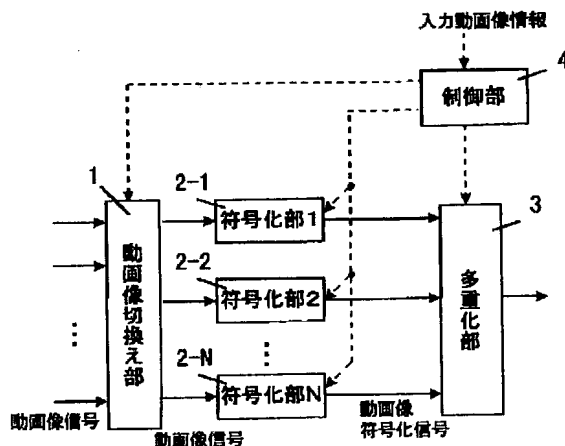 入力動画像情報
4
制御部
1
2-1
符号化部1
3
2-2
符号化部2
動画像切換え部
多重化部
⋮
⋮
2-N
符号化部N
動画像信号
動画像信号
動画像
符号化信号